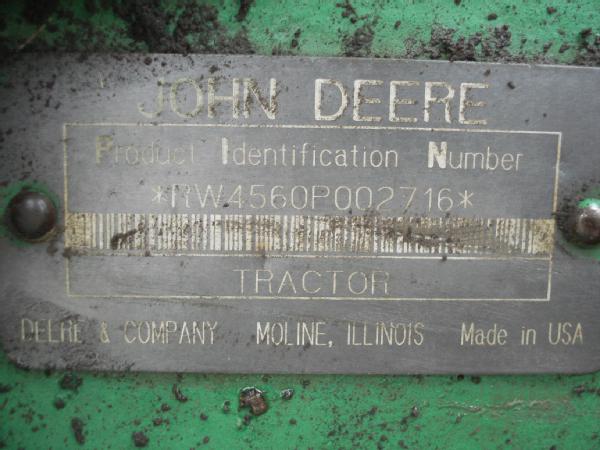 JOHN DEERE
Product Identification Number
*RW4560P002716*
TRACTOR
DEERE & COMPANY MOLINE, ILLINOIS Made in USA